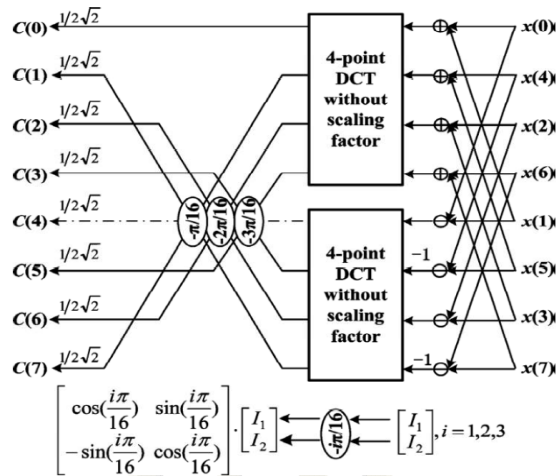 C(0) 1/2√2 4-point DCT without scaling factor x(0)
C(1) 1/2√2 x(4)
C(2) 1/2√2 x(2)
C(3) 1/2√2 x(6)
C(4) 1/2√2 -π/16 -2π/16 -3π/16 4-point DCT without scaling factor x(1)
C(5) 1/2√2 -1 x(5)
C(6) 1/2√2 x(3)
C(7) 1/2√2 -1 x(7)
[cos(iπ/16) sin(iπ/16) -sin(iπ/16) cos(iπ/16)] · [I₁ I₂] -iπ/16 [I₁ I₂], i = 1,2,3